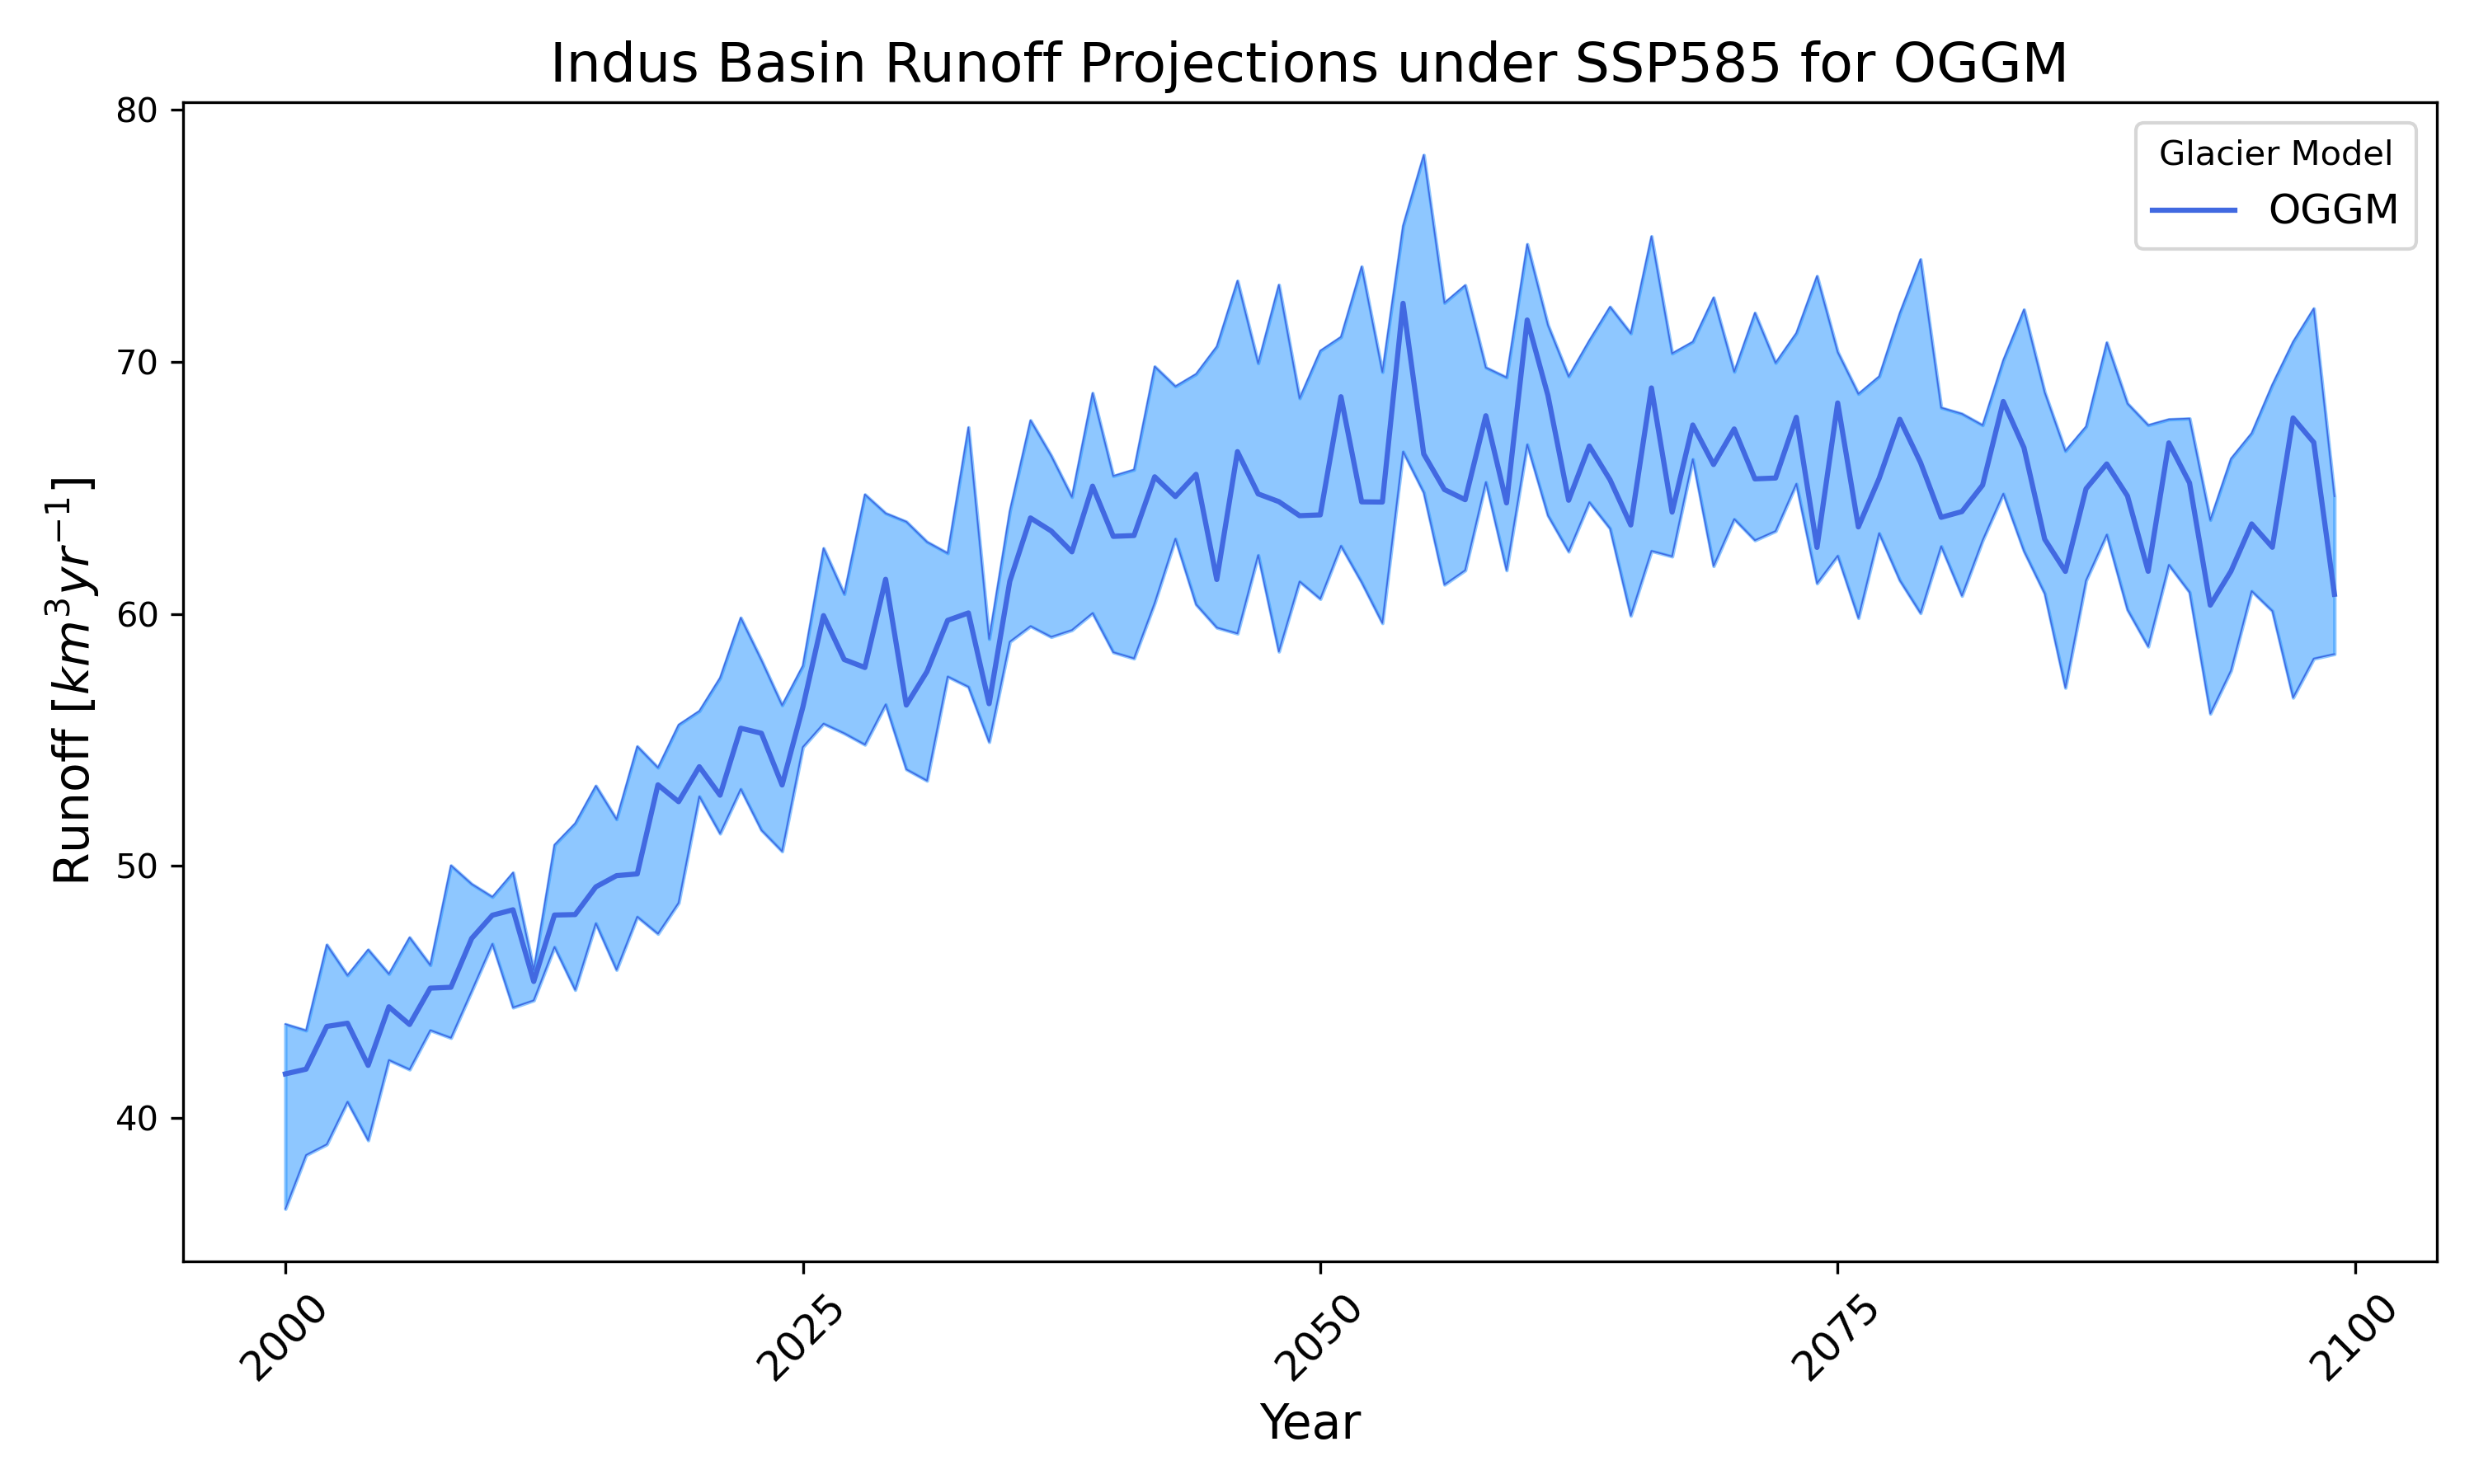 Indus Basin Runoff Projections under SSP585 for OGGM
Glacier Model
OGGM
Runoff [km³yr⁻¹]
80
70
60
50
40
2000
2025
2050
2075
2100
Year